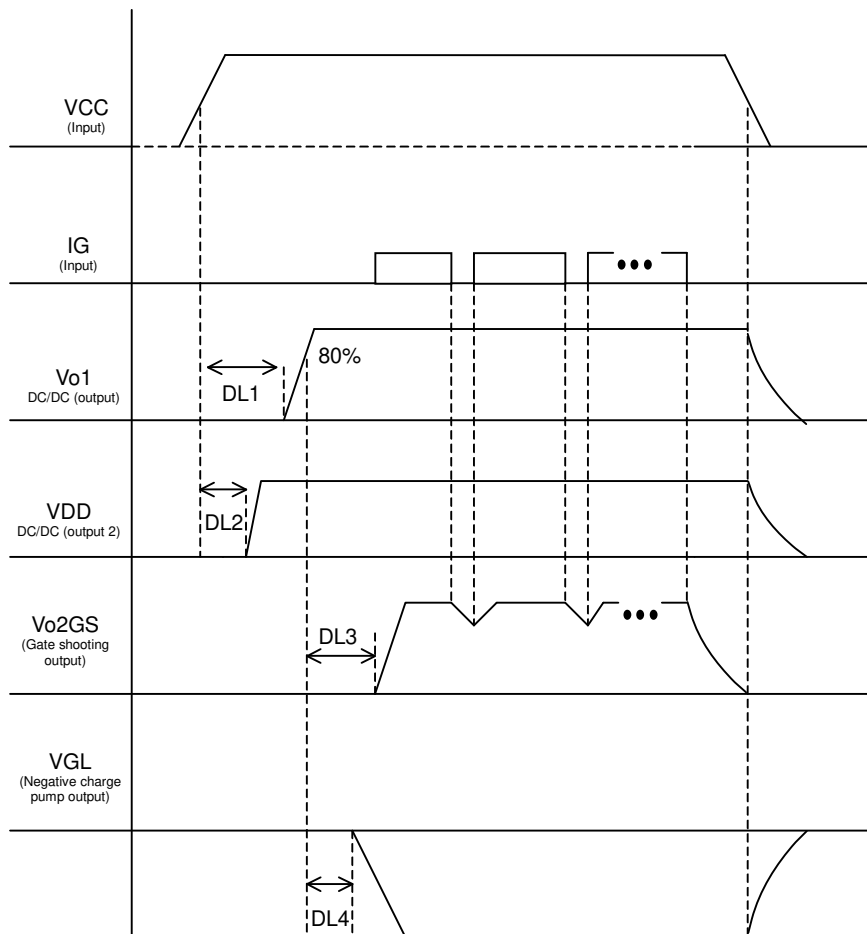 VCC
(Input)
IG
(Input)
Vo1
DC/DC (output)
80%
DL1
VDD
DC/DC (output 2)
DL2
Vo2GS
(Gate shooting
output)
DL3
VGL
(Negative charge
pump output)
DL4